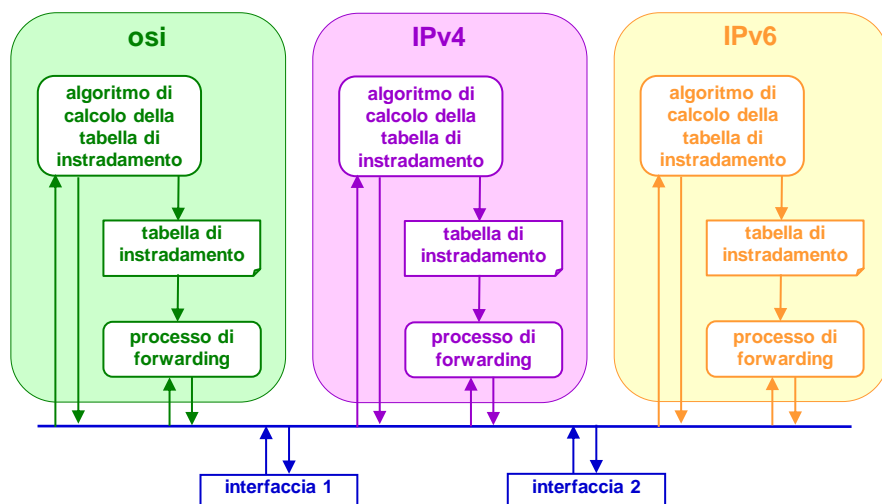 osi
algoritmo di
calcolo della
tabella di
instradamento
tabella di
instradamento
processo di
forwarding
IPv4
algoritmo di
calcolo della
tabella di
instradamento
tabella di
instradamento
processo di
forwarding
IPv6
algoritmo di
calcolo della
tabella di
instradamento
tabella di
instradamento
processo di
forwarding
interfaccia 1
interfaccia 2